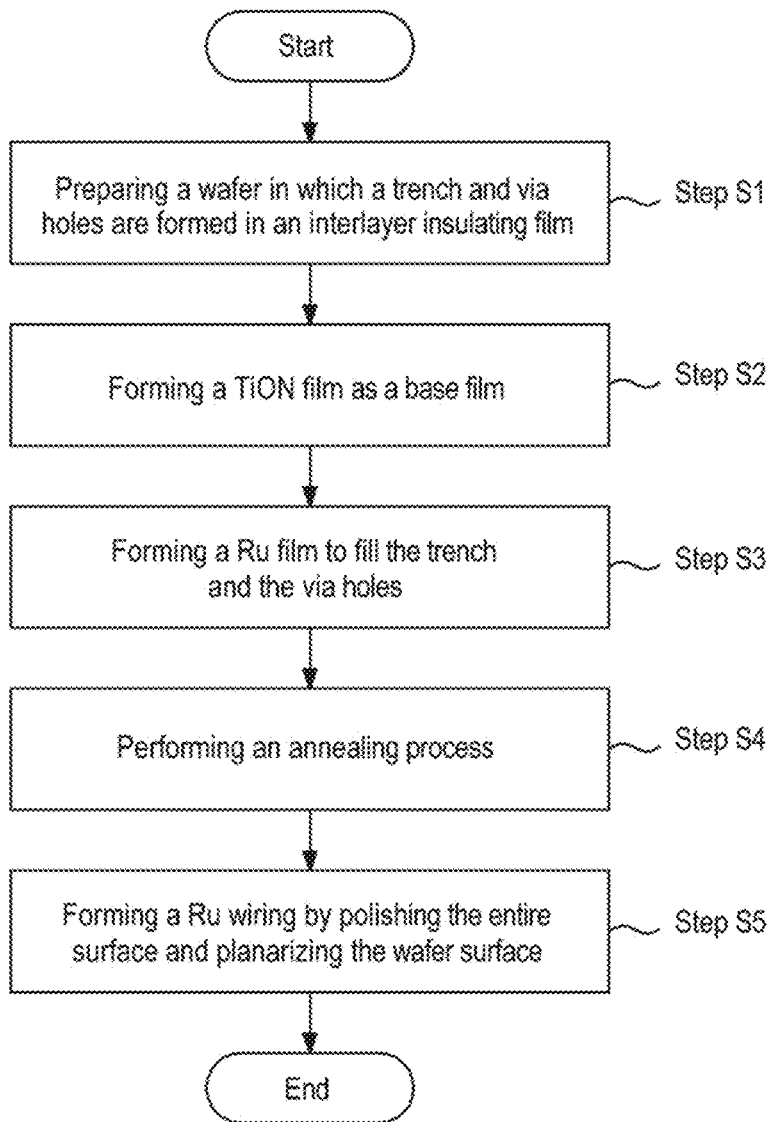 Start
Preparing a wafer in which a trench and via
holes are formed in an interlayer insulating film
Step S1
Forming a TiON film as a base film
Step S2
Forming a Ru film to fill the trench
and the via holes
Step S3
Performing an annealing process
Step S4
Forming a Ru wiring by polishing the entire
surface and planarizing the wafer surface
Step S5
End